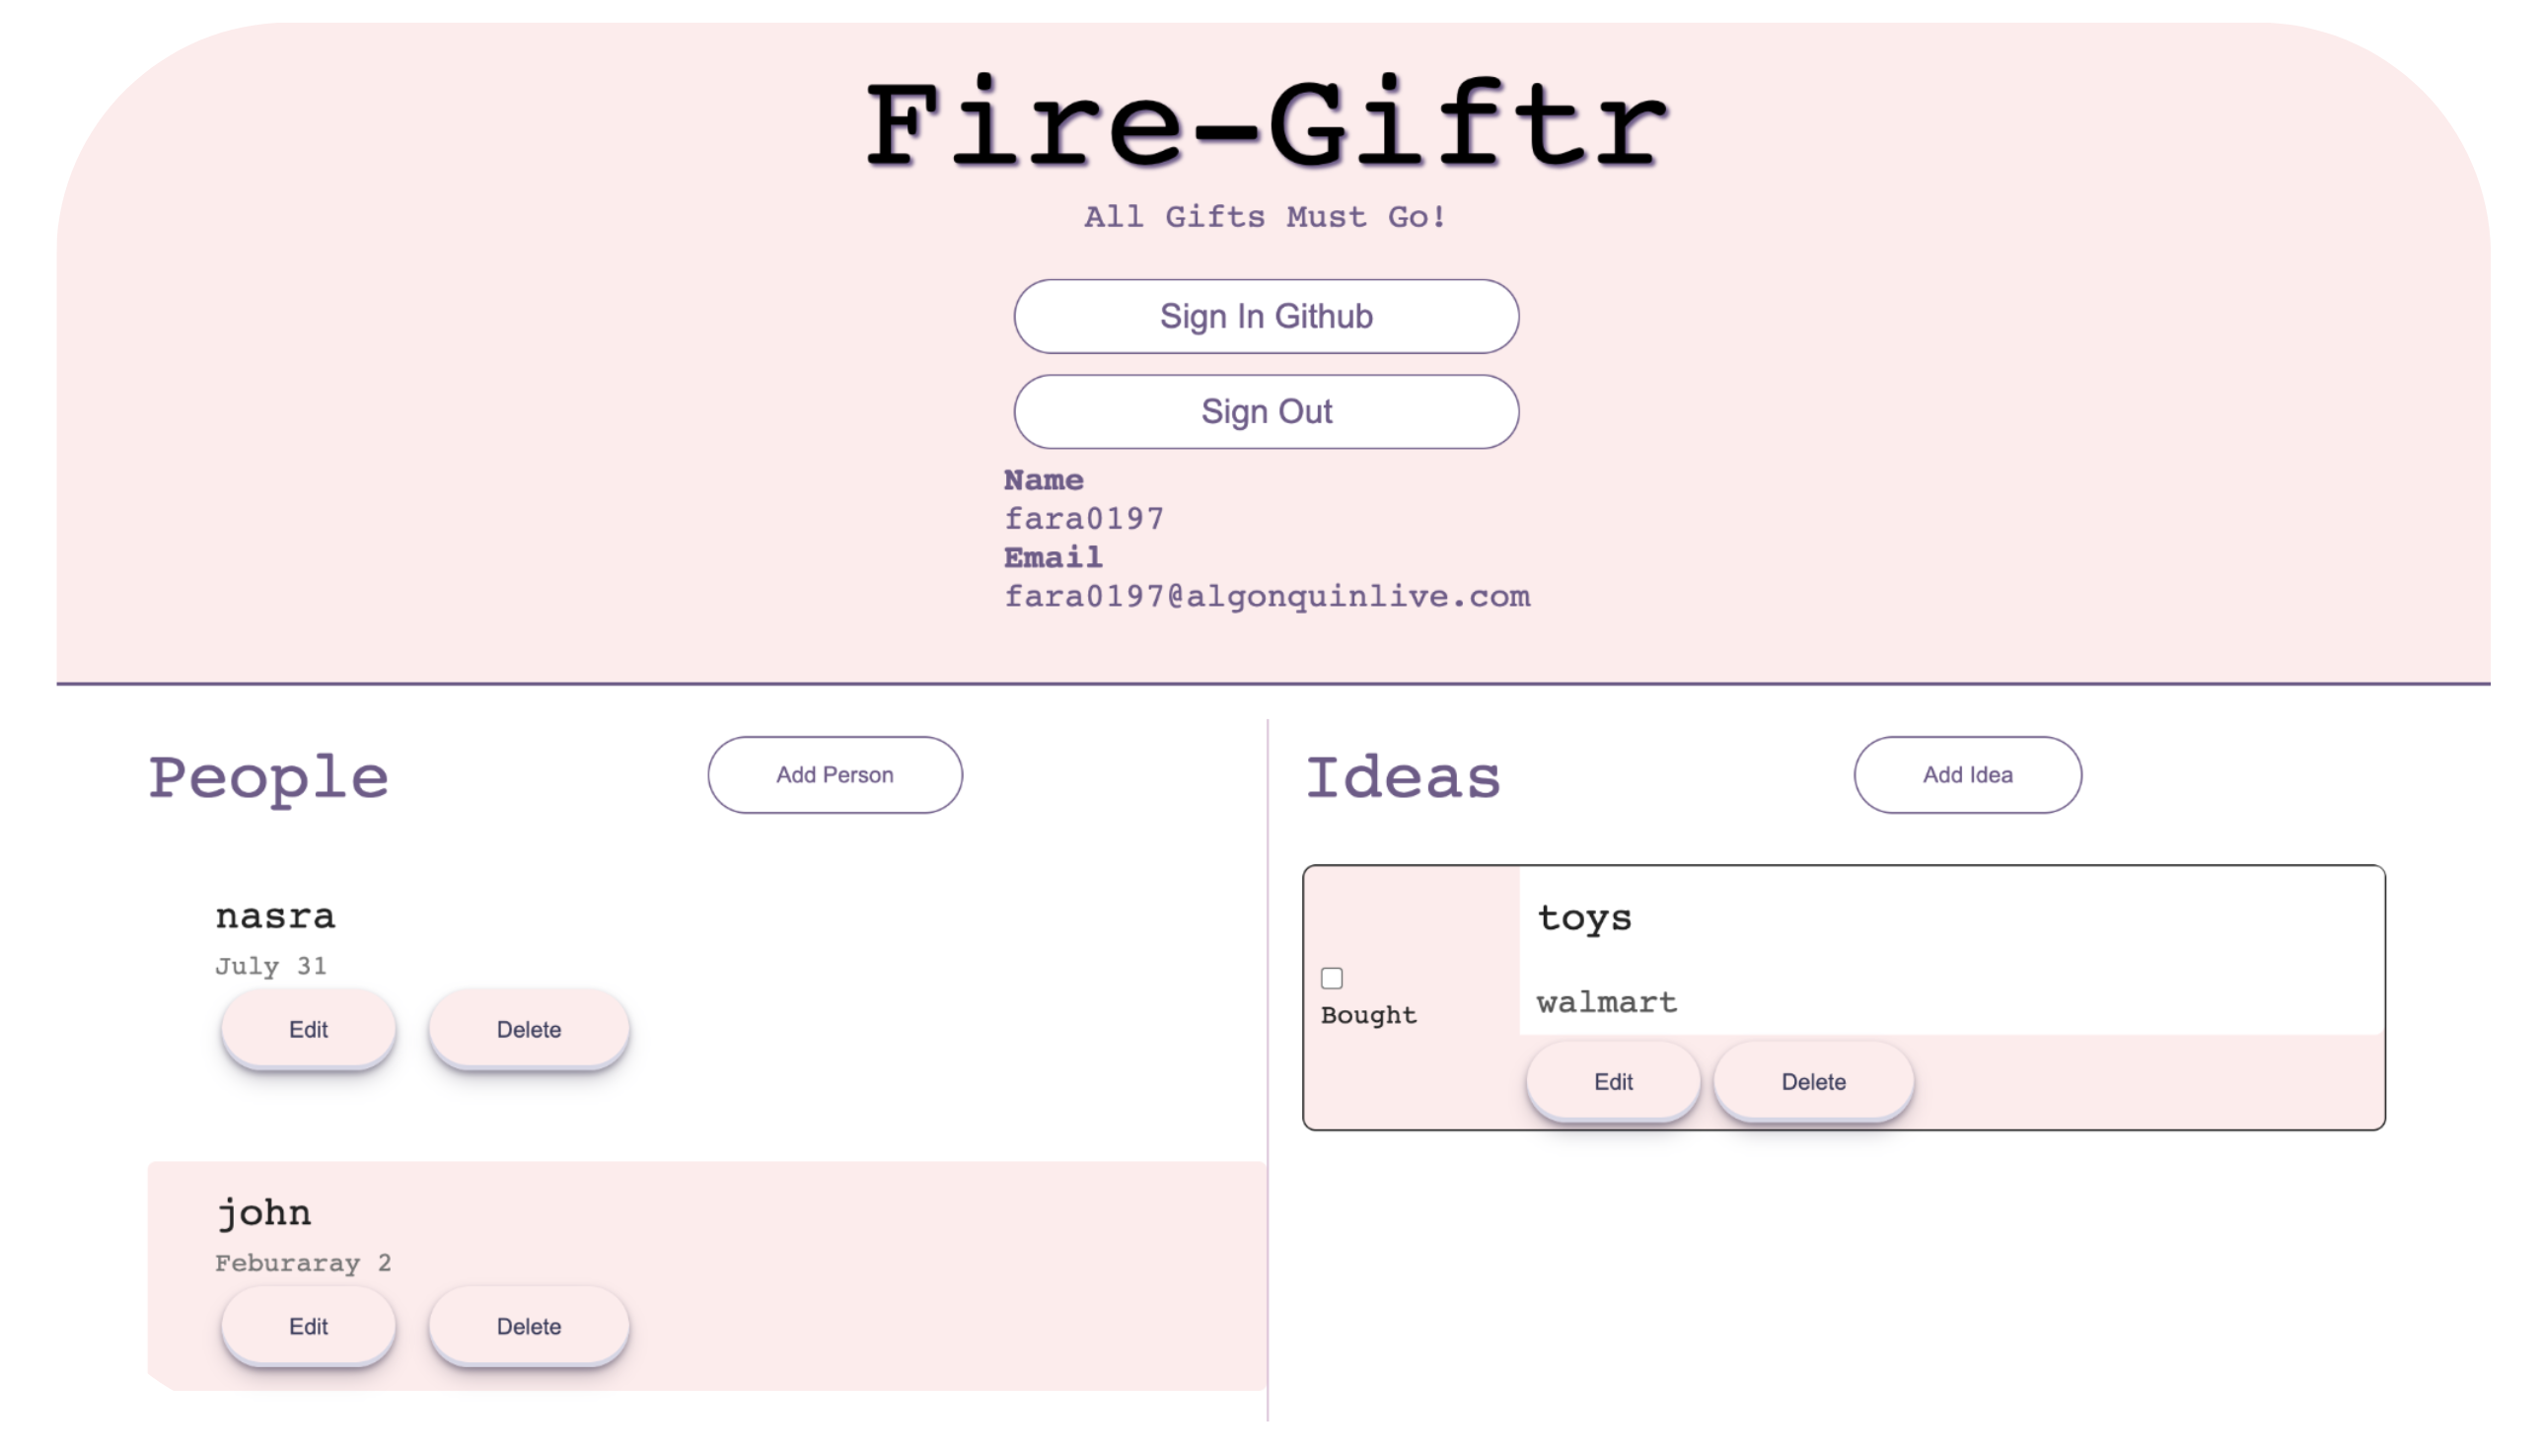 Fire-Giftr
All Gifts Must Go!
Sign In Github
Sign Out
Name
fara0197
Email
fara0197@algonquinlive.com
People
Add Person
nasra
July 31
Edit
Delete
john
Feburaray 2
Edit
Delete
Ideas
Add Idea
Bought
toys
walmart
Edit
Delete